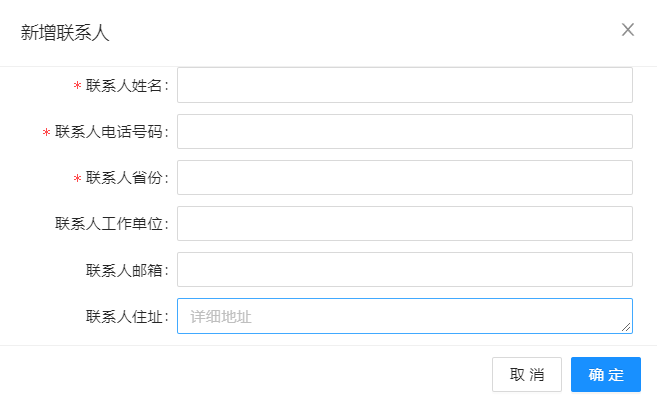 新增联系人
* 联系人姓名:
* 联系人电话号码:
* 联系人省份:
联系人工作单位:
联系人邮箱:
联系人住址: 详细地址
取 消 确 定